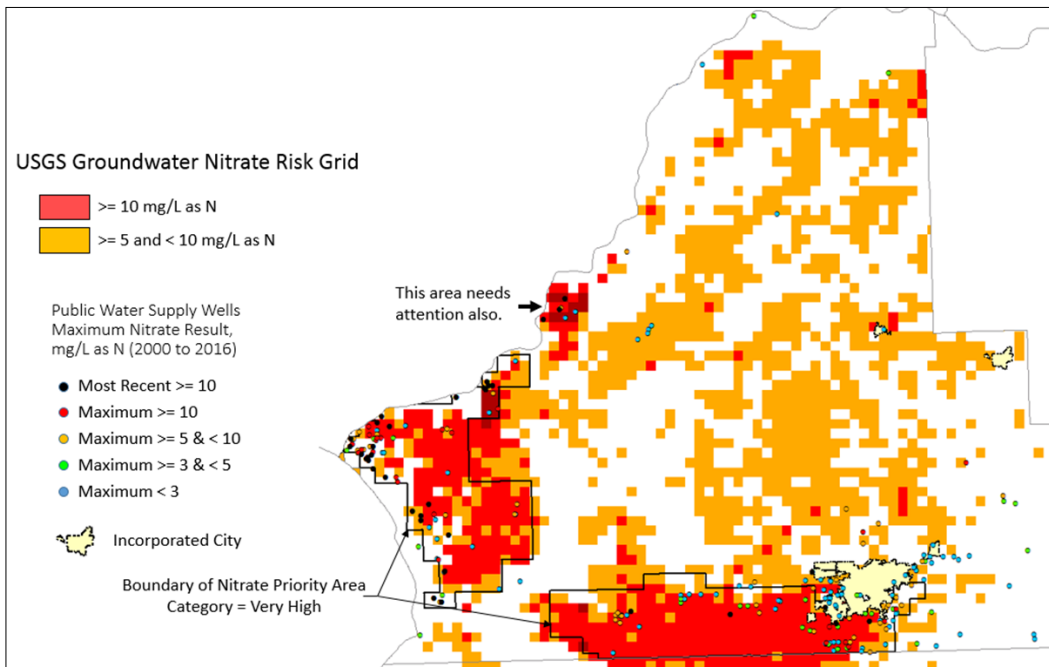 USGS Groundwater Nitrate Risk Grid
>= 10 mg/L as N
>= 5 and < 10 mg/L as N
Public Water Supply Wells
Maximum Nitrate Result,
mg/L as N (2000 to 2016)
Most Recent >= 10
Maximum >= 10
Maximum >= 5 & < 10
Maximum >= 3 & < 5
Maximum < 3
Incorporated City
This area needs
attention also.
Boundary of Nitrate Priority Area
Category = Very High